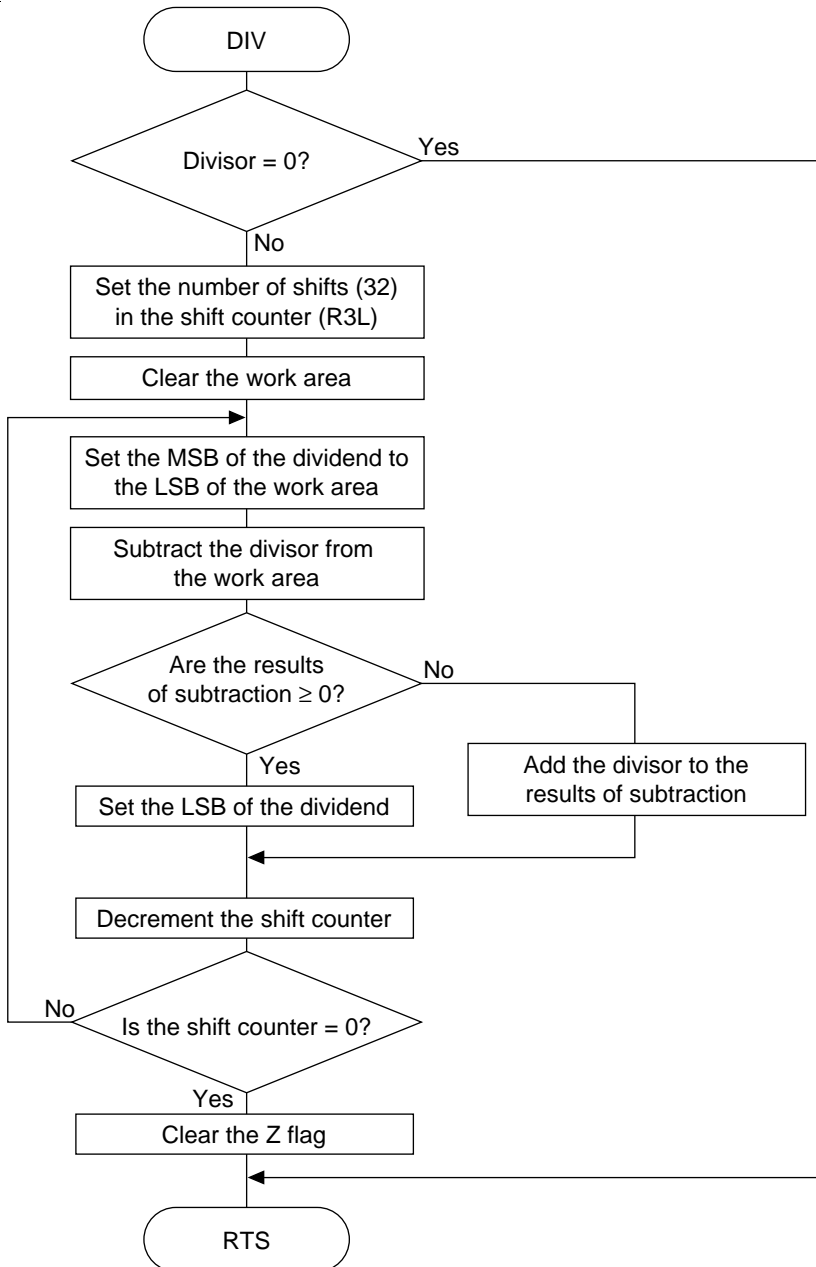 DIV
Divisor = 0?
Yes
No
Set the number of shifts (32)
in the shift counter (R3L)
Clear the work area
Set the MSB of the dividend to
the LSB of the work area
Subtract the divisor from
the work area
Are the results
of subtraction ≥ 0?
No
Yes
Add the divisor to the
results of subtraction
Set the LSB of the dividend
Decrement the shift counter
No
Is the shift counter = 0?
Yes
Clear the Z flag
RTS